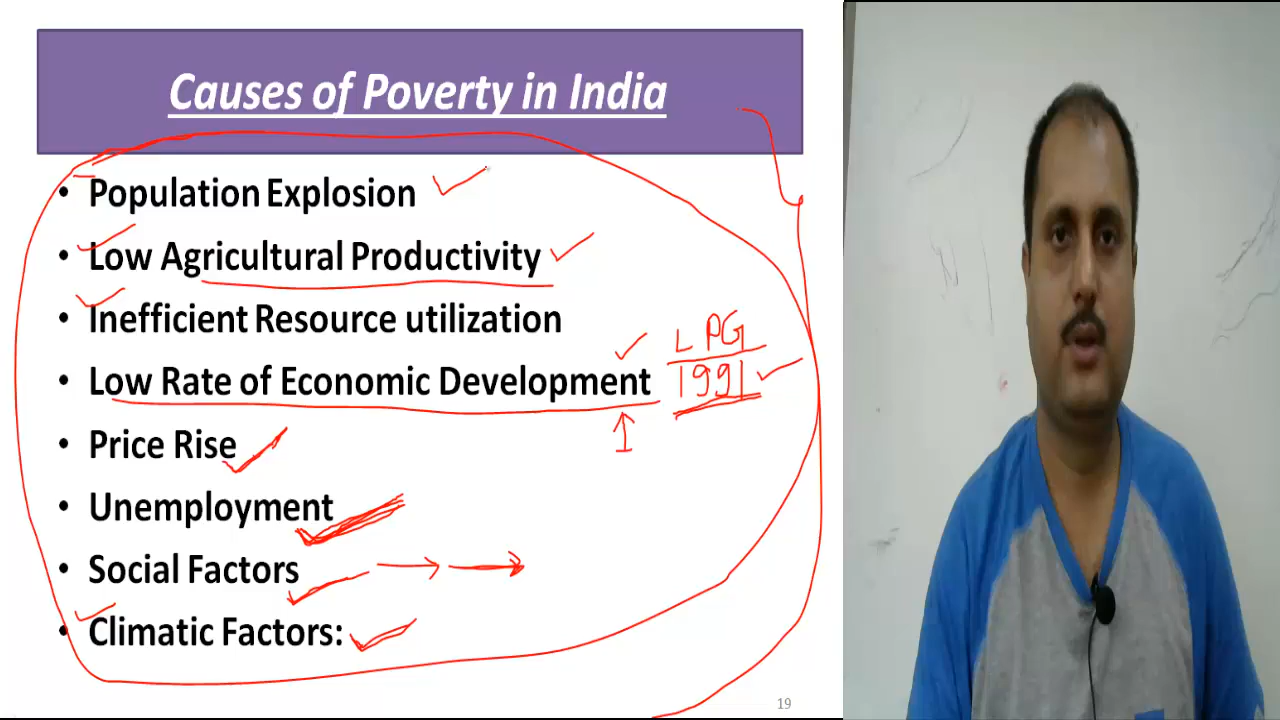 Causes of Poverty in India
• Population Explosion
• Low Agricultural Productivity
• Inefficient Resource utilization
LPG
• Low Rate of Economic Development 1991
• Price Rise
• Unemployment
• Social Factors
• Climatic Factors:
19